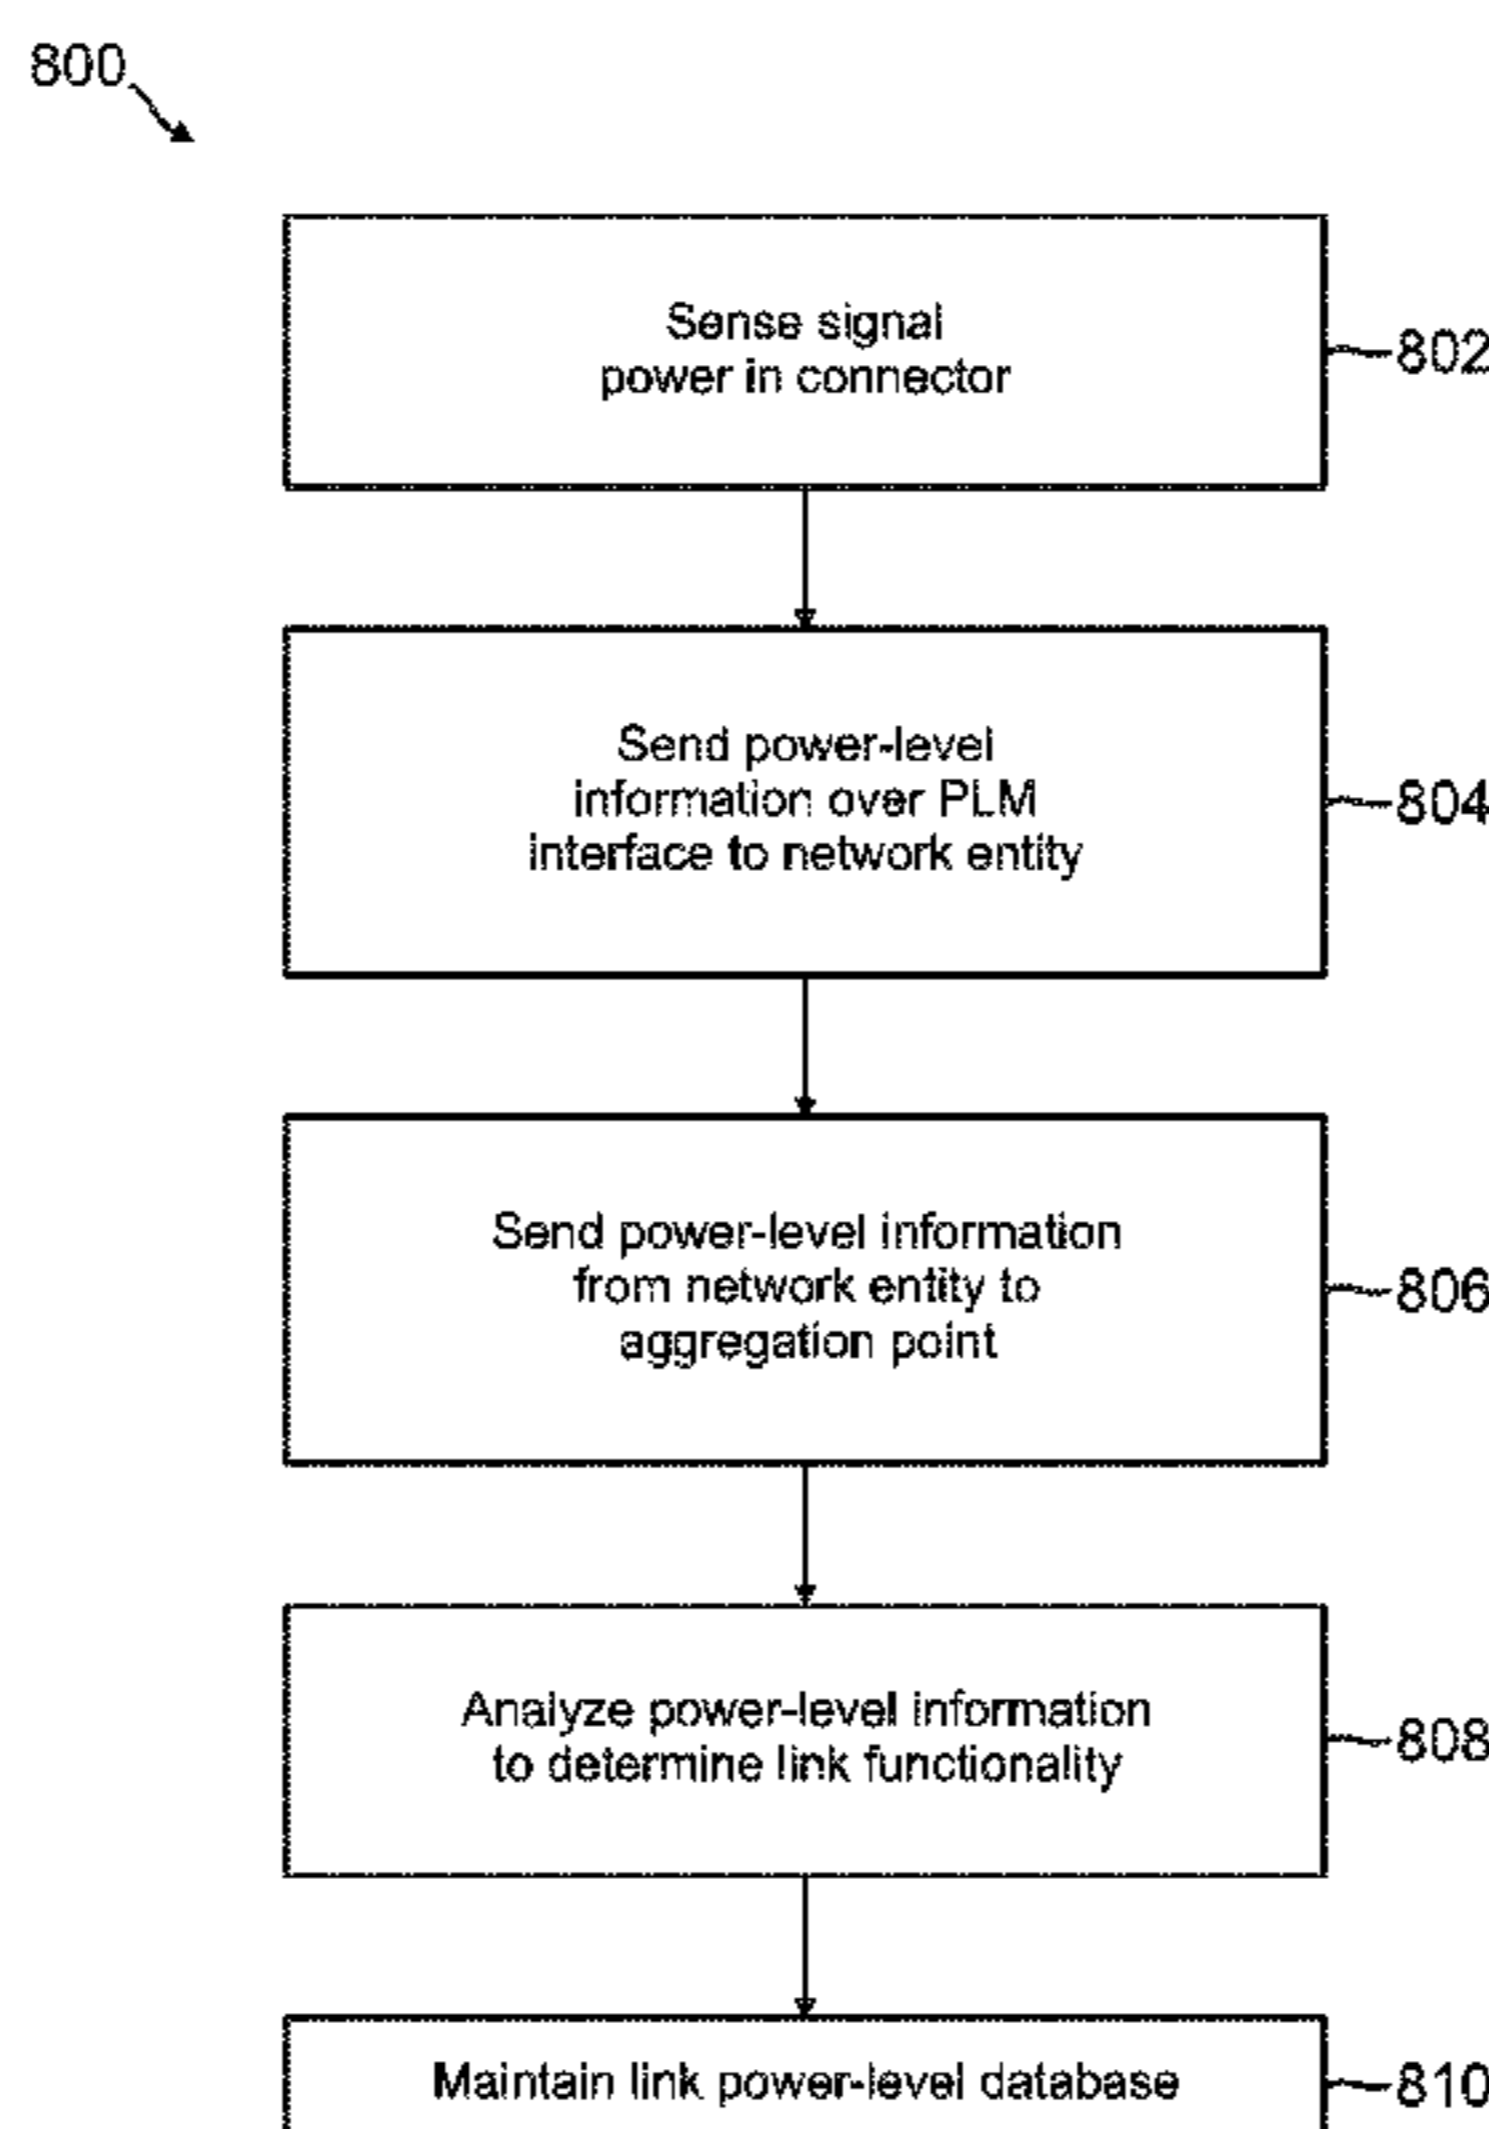 800
Sense signal
power in connector
802
Send power-level
information over PLM
interface to network entity
804
Send power-level information
from network entity to
aggregation point
806
Analyze power-level information
to determine link functionality
808
Maintain link power-level database
810